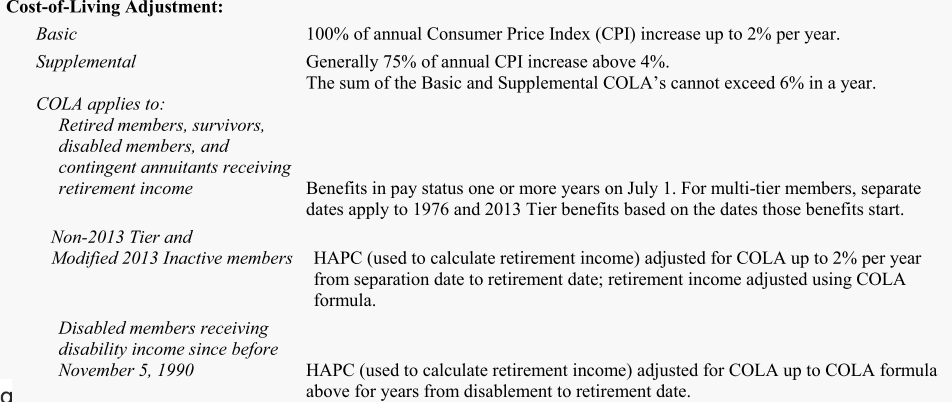 Cost-of-Living Adjustment:
Basic 100% of annual Consumer Price Index (CPI) increase up to 2% per year.
Supplemental Generally 75% of annual CPI increase above 4%.
The sum of the Basic and Supplemental COLA’s cannot exceed 6% in a year.
COLA applies to:
Retired members, survivors,
disabled members, and
contingent annuitants receiving
retirement income Benefits in pay status one or more years on July 1. For multi-tier members, separate
dates apply to 1976 and 2013 Tier benefits based on the dates those benefits start.
Non-2013 Tier and
Modified 2013 Inactive members HAPC (used to calculate retirement income) adjusted for COLA up to 2% per year
from separation date to retirement date; retirement income adjusted using COLA
formula.
Disabled members receiving
disability income since before
November 5, 1990 HAPC (used to calculate retirement income) adjusted for COLA up to COLA formula
above for years from disablement to retirement date.